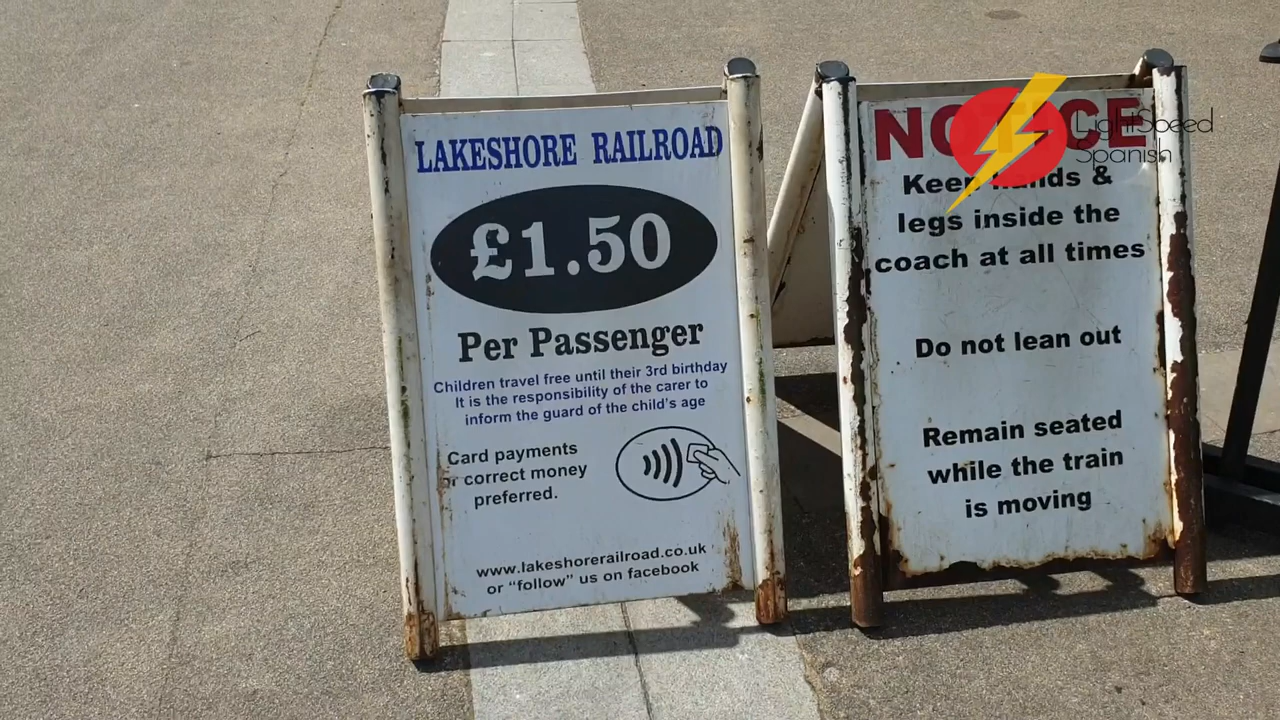 LAKESHORE RAILROAD
£1.50
Per Passenger
Children travel free until their 3rd birthday
It is the responsibility of the carer to
inform the guard of the child's age
Card payments
or correct money
preferred.
www.lakeshorerailroad.co.uk
or "follow" us on facebook
NOTICE
Keep hands &
legs inside the
coach at all times
Do not lean out
Remain seated
while the train
is moving
LightSpeed
Spanish